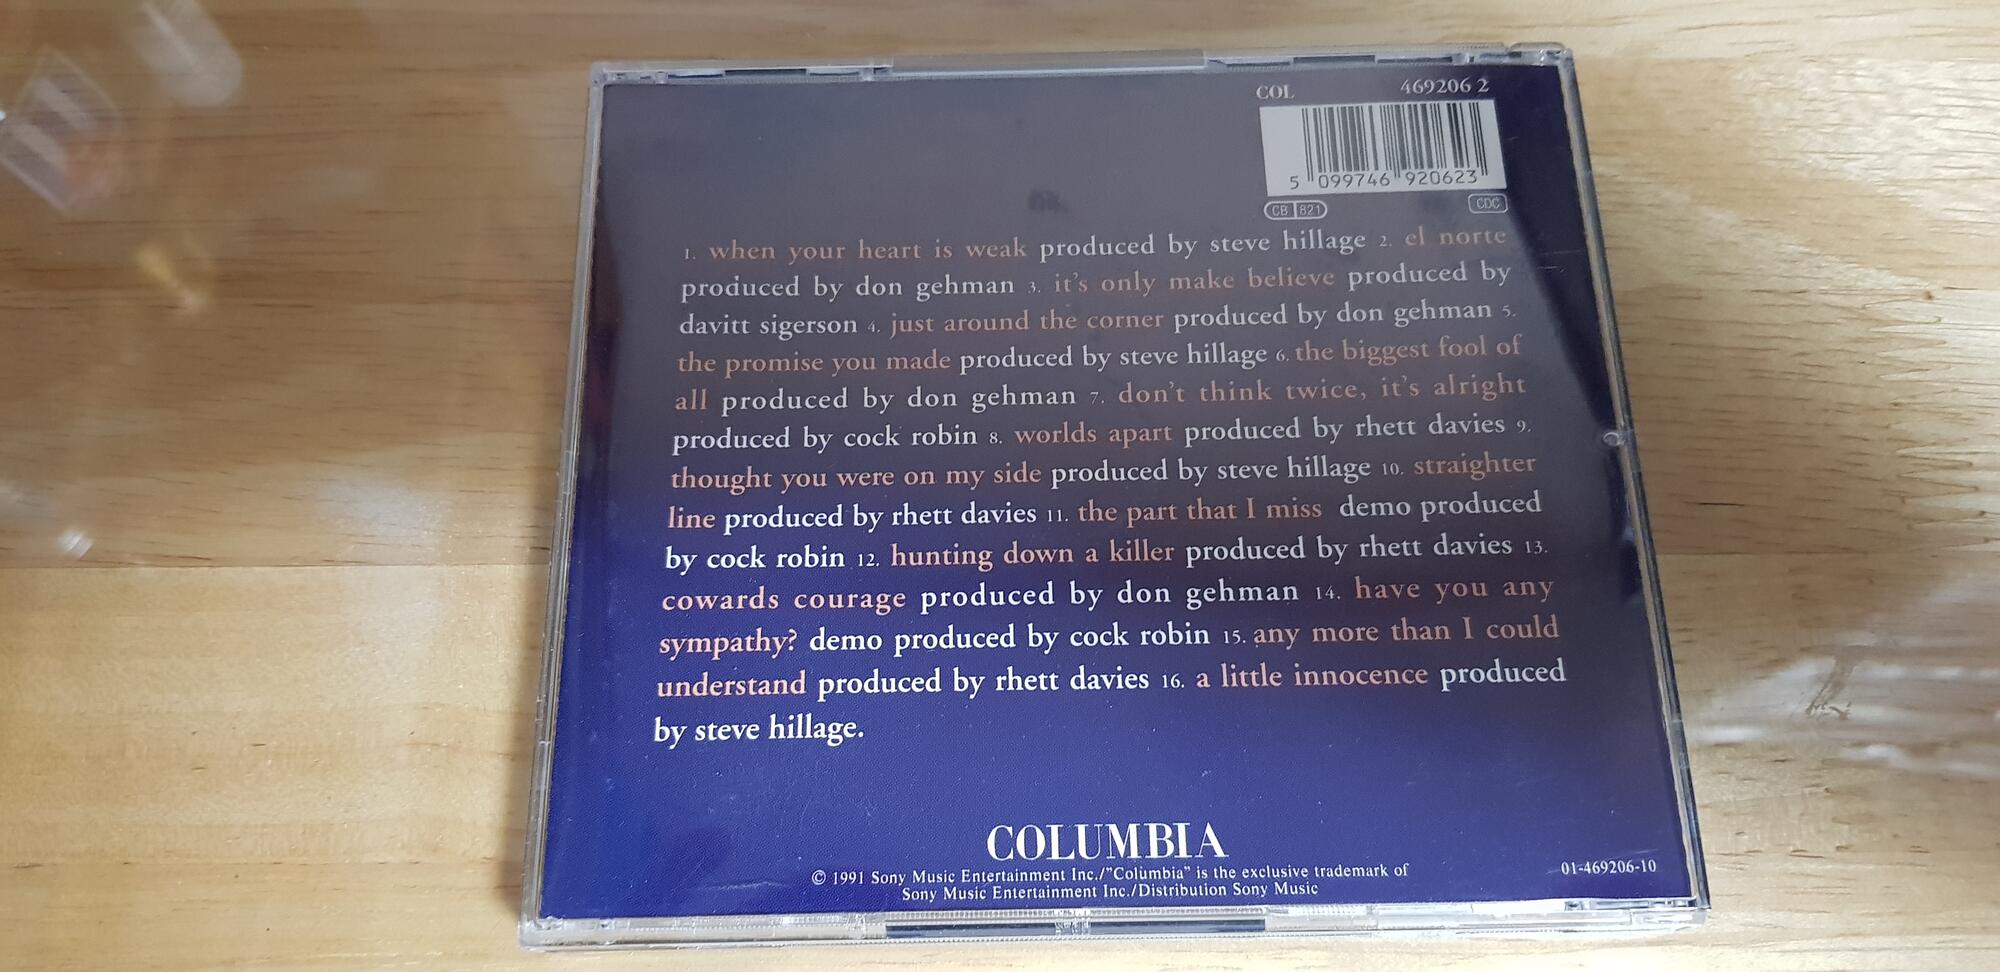 COL 469206 2
5 099746 920623
CB 821 CDC
1. when your heart is weak produced by steve hillage 2. el norte
produced by don gehman 3. it's only make believe produced by
davitt sigerson 4. just around the corner produced by don gehman 5.
the promise you made produced by steve hillage 6. the biggest fool of
all produced by don gehman 7. don't think twice, it's alright
produced by cock robin 8. worlds apart produced by rhett davies 9.
thought you were on my side produced by steve hillage 10. straighter
line produced by rhett davies 11. the part that I miss demo produced
by cock robin 12. hunting down a killer produced by rhett davies 13.
cowards courage produced by don gehman 14. have you any
sympathy? demo produced by cock robin 15. any more than I could
understand produced by rhett davies 16. a little innocence produced
by steve hillage.
COLUMBIA
© 1991 Sony Music Entertainment Inc./"Columbia" is the exclusive trademark of
Sony Music Entertainment Inc./Distribution Sony Music
01-469206-10